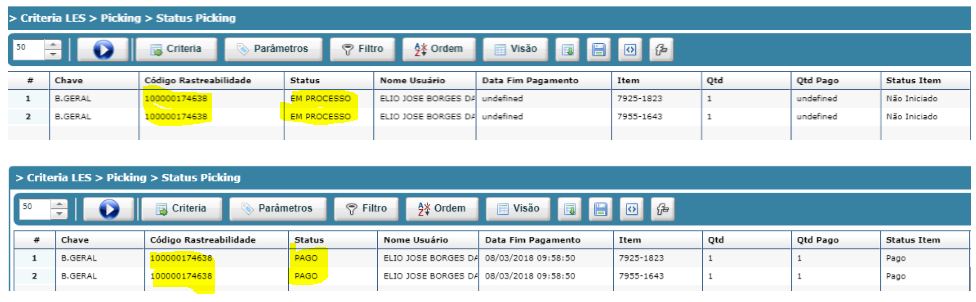 > Criteria LES > Picking > Status Picking
50 Criteria Parâmetros Filtro Ordem Visão
# Chave Código Rastreabilidade Status Nome Usuário Data Fim Pagamento Item Qtd Qtd Pago Status Item
1 B.GERAL 100000174638 EM PROCESSO ELIO JOSE BORGES DA undefined 7925-1823 1 undefined Não Iniciado
2 B.GERAL 100000174638 EM PROCESSO ELIO JOSE BORGES DA undefined 7955-1643 1 undefined Não Iniciado
> Criteria LES > Picking > Status Picking
50 Criteria Parâmetros Filtro Ordem Visão
# Chave Código Rastreabilidade Status Nome Usuário Data Fim Pagamento Item Qtd Qtd Pago Status Item
1 B.GERAL 100000174638 PAGO ELIO JOSE BORGES DA 08/03/2018 09:58:50 7925-1823 1 1 Pago
2 B.GERAL 100000174638 PAGO ELIO JOSE BORGES DA 08/03/2018 09:58:50 7955-1643 1 1 Pago